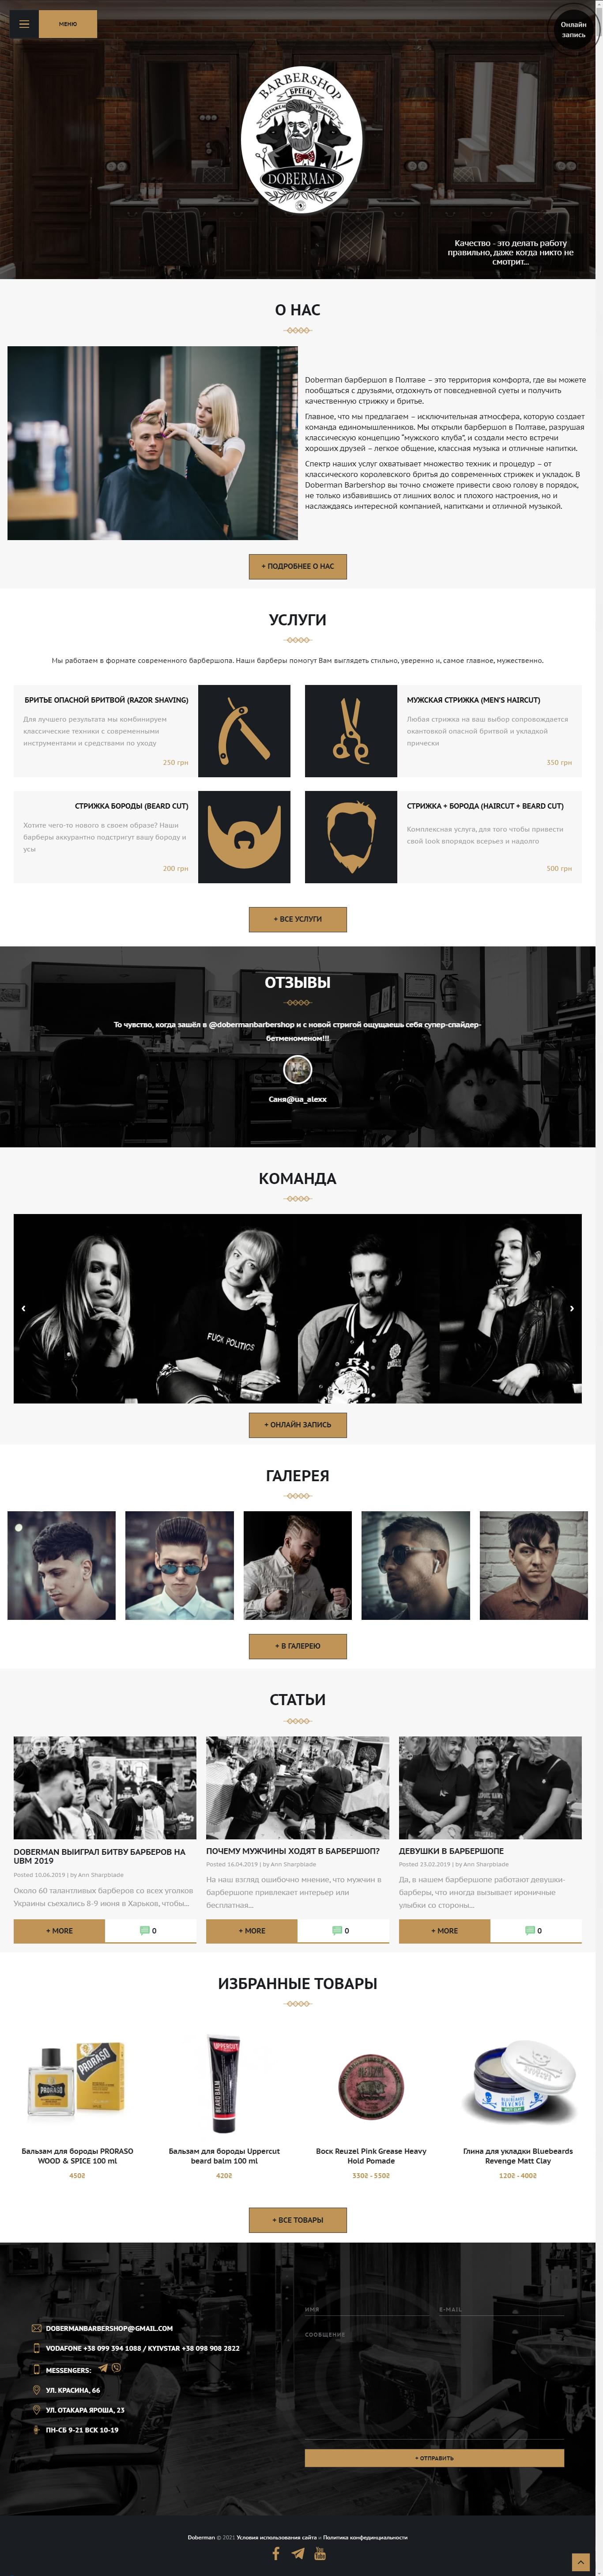 МЕНЮ
Онлайн
запись
BARBERSHOP
БРЕЕМ
DOBERMAN
Качество - это делать работу
правильно, даже когда никто не
смотрит...
О НАС
Doberman барбершоп в Полтаве – это территория комфорта, где вы можете
пообщаться с друзьями, отдохнуть от повседневной суеты и получить
качественную стрижку и бритье.
Главное, что мы предлагаем – исключительная атмосфера, которую создает
команда единомышленников. Мы открыли барбершоп в Полтаве, разрушая
классическую концепцию "мужского клуба", и создали место встречи
хороших друзей – легкое общение, классная музыка и отличные напитки.
Спектр наших услуг охватывает множество техник и процедур – от
классического королевского бритья до современных стрижек и укладок. В
Doberman Barbershop вы точно сможете привести свою голову в порядок,
не только избавившись от лишних волос и плохого настроения, но и
наслаждаясь интересной компанией, напитками и отличной музыкой.
+ ПОДРОБНЕЕ О НАС
УСЛУГИ
Мы работаем в формате современного барбершопа. Наши барберы помогут Вам выглядеть стильно, уверенно и, самое главное, мужественно.
БРИТЬЕ ОПАСНОЙ БРИТВОЙ (RAZOR SHAVING)
Для лучшего результата мы комбинируем
классические техники с современными
инструментами и средствами по уходу
250 грн
МУЖСКАЯ СТРИЖКА (MEN'S HAIRCUT)
Любая стрижка на ваш выбор сопровождается
окантовкой опасной бритвой и укладкой
прически
350 грн
СТРИЖКА БОРОДЫ (BEARD CUT)
Хотите чего-то нового в своем образе? Наши
барберы аккуратно подстригут вашу бороду и
усы
200 грн
СТРИЖКА + БОРОДА (HAIRCUT + BEARD CUT)
Комплексная услуга, для того чтобы привести
свой look впорядок всерьез и надолго
500 грн
+ ВСЕ УСЛУГИ
ОТЗЫВЫ
То чувство, когда зашёл в @dobermanbarbershop и с новой стригой ощущаешь себя супер-спайдер-
бетменоменом!!!
Саня@ua_alexx
КОМАНДА
FUCK POLITICS
+ ОНЛАЙН ЗАПИСЬ
ГАЛЕРЕЯ
+ В ГАЛЕРЕЮ
СТАТЬИ
DOBERMAN ВЫИГРАЛ БИТВУ БАРБЕРОВ НА
UBM 2019
Posted 10.06.2019 | by Ann Sharpblade
Около 60 талантливых барберов со всех уголков
Украины съехались 8-9 июня в Харьков, чтобы...
+ MORE
0
ПОЧЕМУ МУЖЧИНЫ ХОДЯТ В БАРБЕРШОП?
Posted 16.04.2019 | by Ann Sharpblade
На наш взгляд ошибочно мнение, что мужчин в
барбершопе привлекает интерьер или
бесплатная...
+ MORE
0
ДЕВУШКИ В БАРБЕРШОПЕ
Posted 23.02.2019 | by Ann Sharpblade
Да, в нашем барбершопе работают девушки-
барберы, что иногда вызывает ироничные
улыбки со стороны...
+ MORE
0
ИЗБРАННЫЕ ТОВАРЫ
PRORASO
PRORASO
UPPERCUT
BEARD BALM
Бальзам для бороды PRORASO
WOOD & SPICE 100 ml
450₴
Бальзам для бороды Uppercut
beard balm 100 ml
420₴
Воск Reuzel Pink Grease Heavy
Hold Pomade
330₴ - 550₴
Глина для укладки Bluebeards
Revenge Matt Clay
120₴ - 400₴
+ ВСЕ ТОВАРЫ
DOBERMANBARBERSHOP@GMAIL.COM
VODAFONE +38 099 394 1088 / KYIVSTAR +38 098 908 2822
MESSENGERS:
УЛ. КРАСИНА, 66
УЛ. ОТАКАРА ЯРОША, 23
ПН-СБ 9-21 ВСК 10-19
ИМЯ
E-MAIL
СООБЩЕНИЕ
+ ОТПРАВИТЬ
Doberman © 2021 Условия использования сайта и Политика конфединциальности